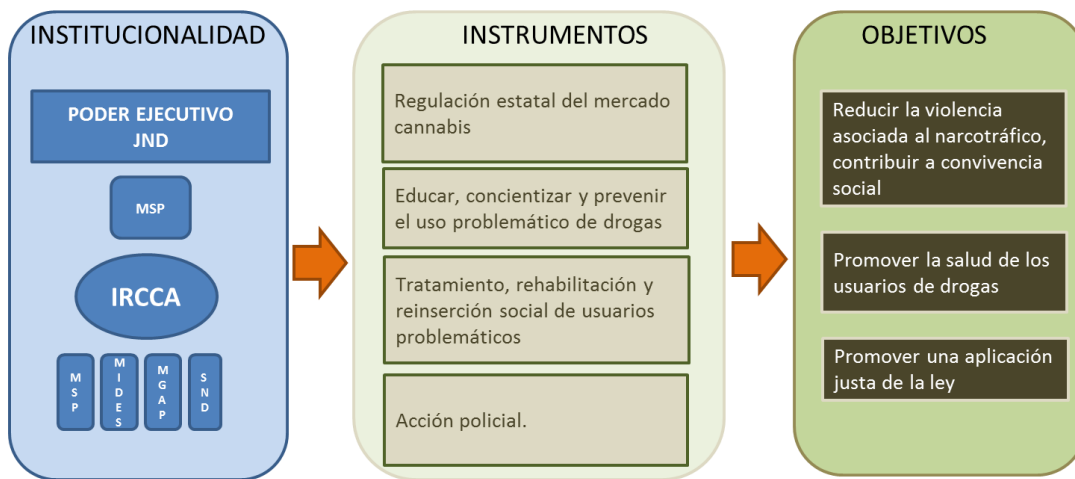 INSTITUCIONALIDAD
PODER EJECUTIVO
JND
MSP
IRCCA
MSP
MIDES
MGAP
SND
INSTRUMENTOS
Regulación estatal del mercado
cannabis
Educar, concientizar y prevenir
el uso problemático de drogas
Tratamiento, rehabilitación y
reinserción social de usuarios
problemáticos
Acción policial.
OBJETIVOS
Reducir la violencia
asociada al narcotráfico,
contribuir a convivencia
social
Promover la salud de los
usuarios de drogas
Promover una aplicación
justa de la ley